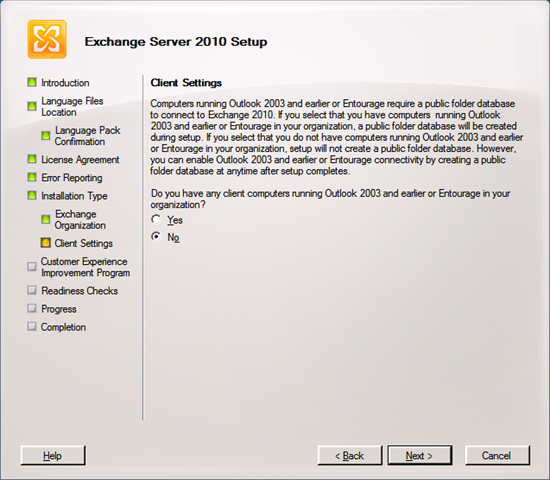 Exchange Server 2010 Setup
Introduction
Language Files
Location
Language Pack
Confirmation
License Agreement
Error Reporting
Installation Type
Exchange
Organization
Client Settings
Customer Experience
Improvement Program
Readiness Checks
Progress
Completion
Client Settings
Computers running Outlook 2003 and earlier or Entourage require a public folder database
to connect to Exchange 2010. If you select that you have computers running Outlook
2003 and earlier or Entourage in your organization, a public folder database will be created
during setup. If you select that you do not have computers running Outlook 2003 and earlier
or Entourage in your organization, setup will not create a public folder database. However,
you can enable Outlook 2003 and earlier or Entourage connectivity by creating a public
folder database at anytime after setup completes.
Do you have any client computers running Outlook 2003 and earlier or Entourage in your
organization?
Yes
No
Help
< Back
Next >
Cancel